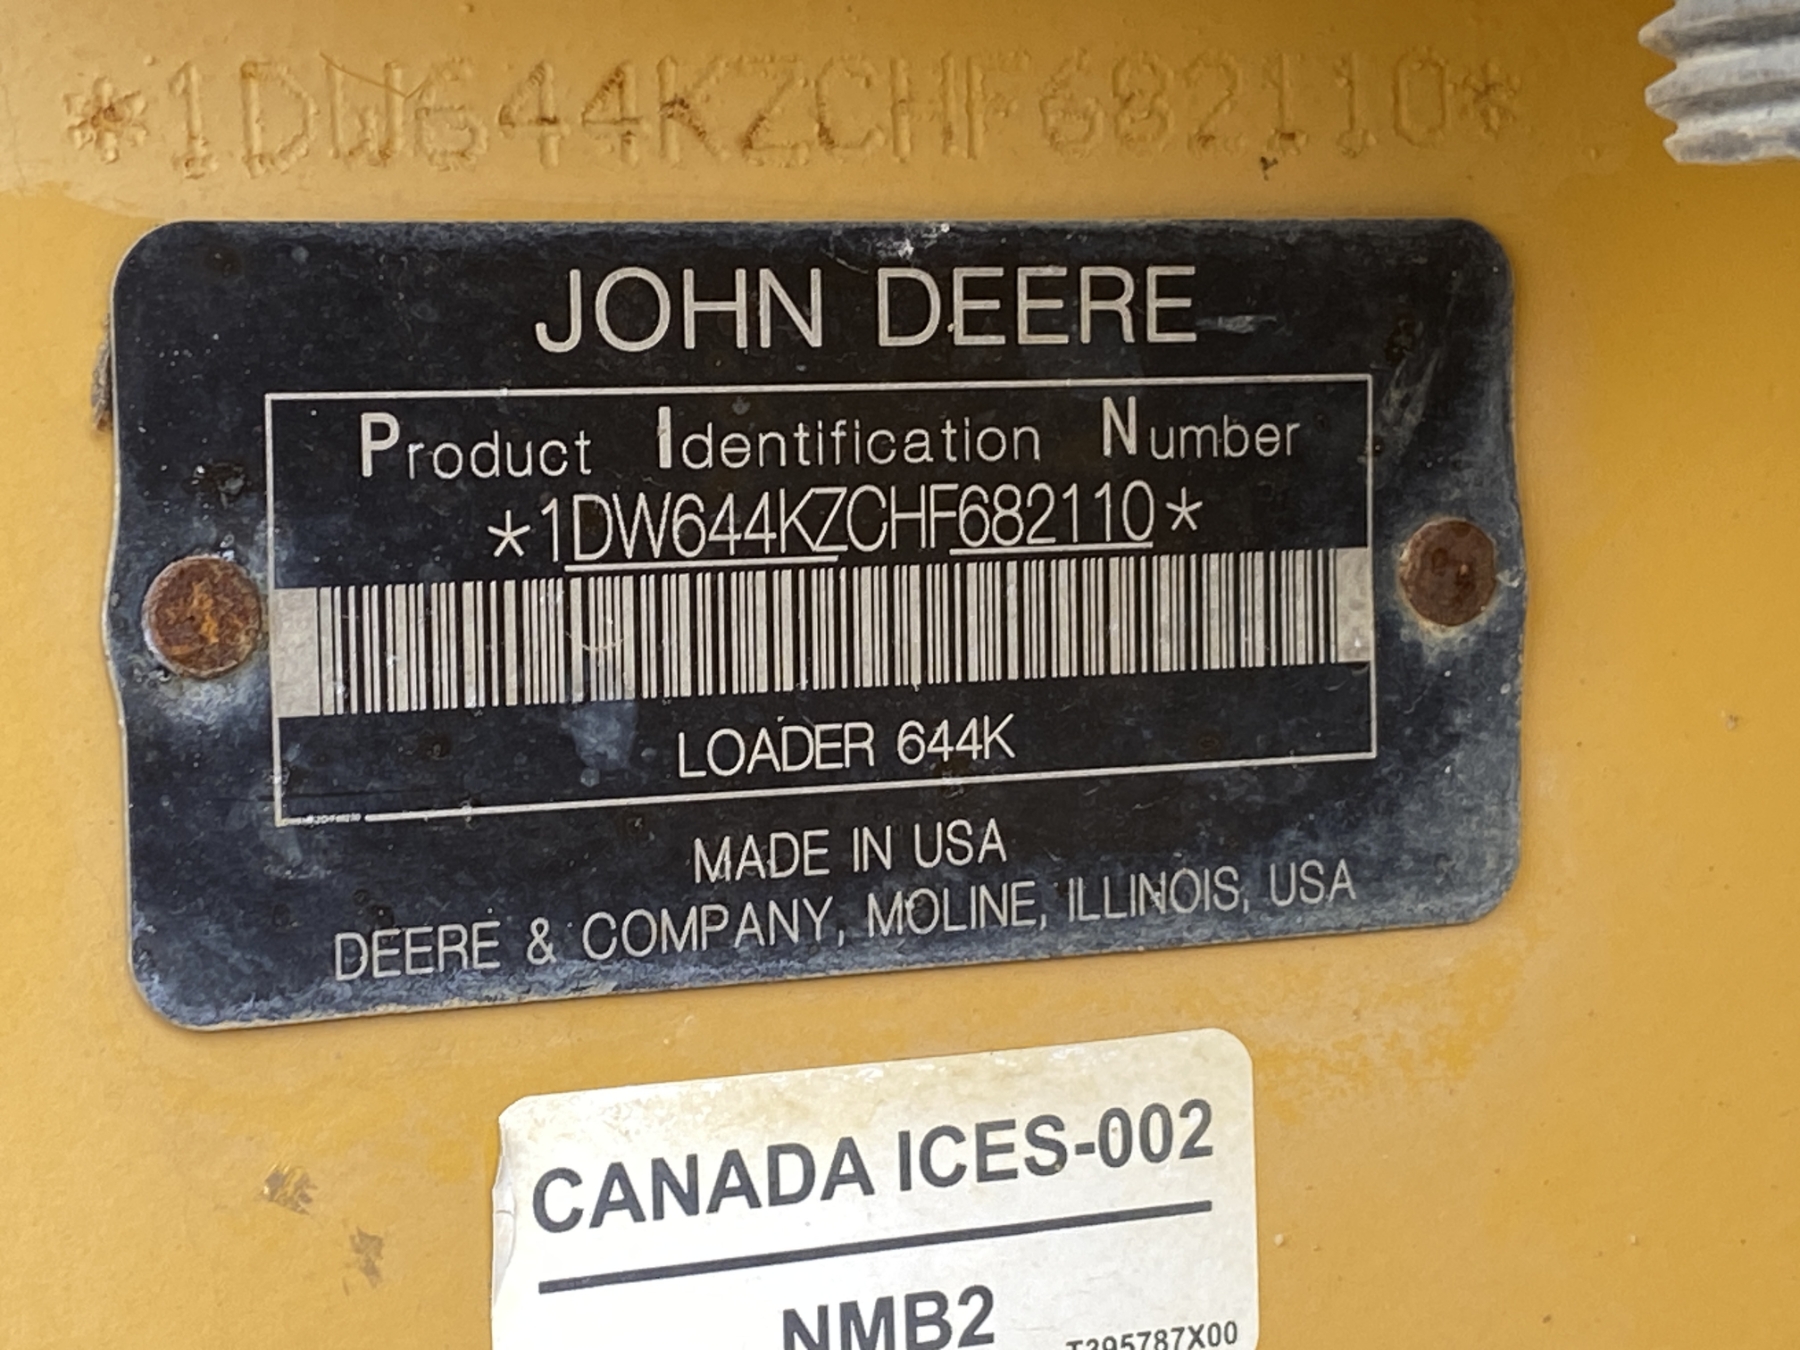 *1DW644KZCHF682110*
JOHN DEERE
Product Identification Number
*1DW644KZCHF682110*
LOADER 644K
MADE IN USA
DEERE & COMPANY, MOLINE, ILLINOIS, USA
CANADA ICES-002
NMB2
T395787X00